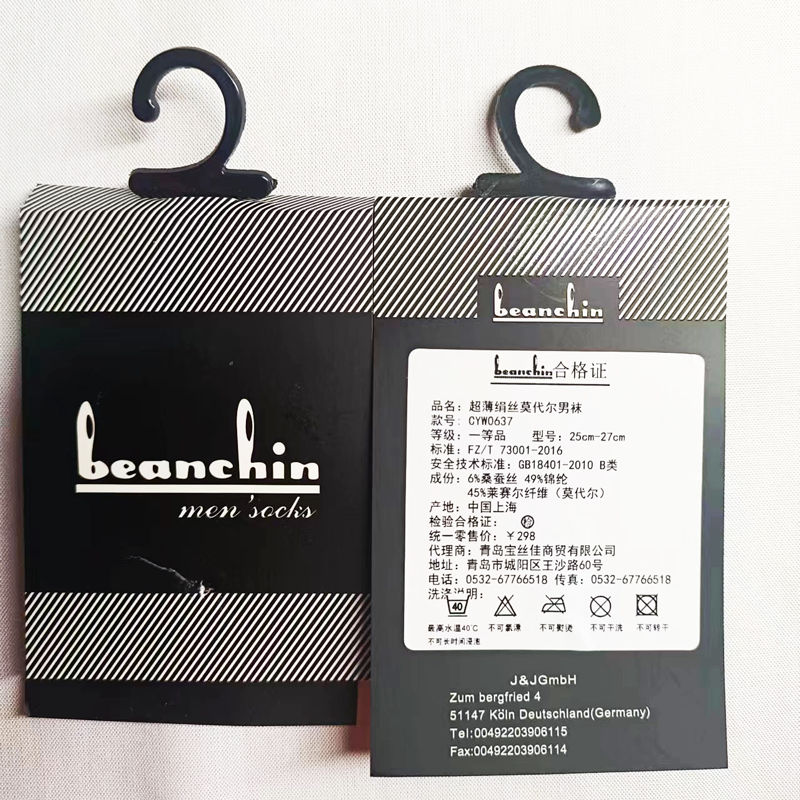 beanchin
men'socks
beanchin
beanchin合格证
品名：超薄绢丝莫代尔男袜
款号：CYW0637
等级：一等品 型号：25cm-27cm
标准：FZ/T 73001-2016
安全技术标准：GB18401-2010 B类
成份：6%桑蚕丝 49%锦纶
45%莱赛尔纤维（莫代尔）
产地：中国上海
检验合格证：
统一零售价：￥298
代理商：青岛宝丝佳商贸有限公司
地址：青岛市城阳区王沙路60号
电话：0532-67766518 传真：0532-67766518
洗涤说明：
40
最高水温40℃ 不可氯漂 不可熨烫 不可干洗 不可转干
不可长时间浸泡
J&JGmbH
Zum bergfried 4
51147 Köln Deutschland(Germany)
Tel:00492203906115
Fax:00492203906114